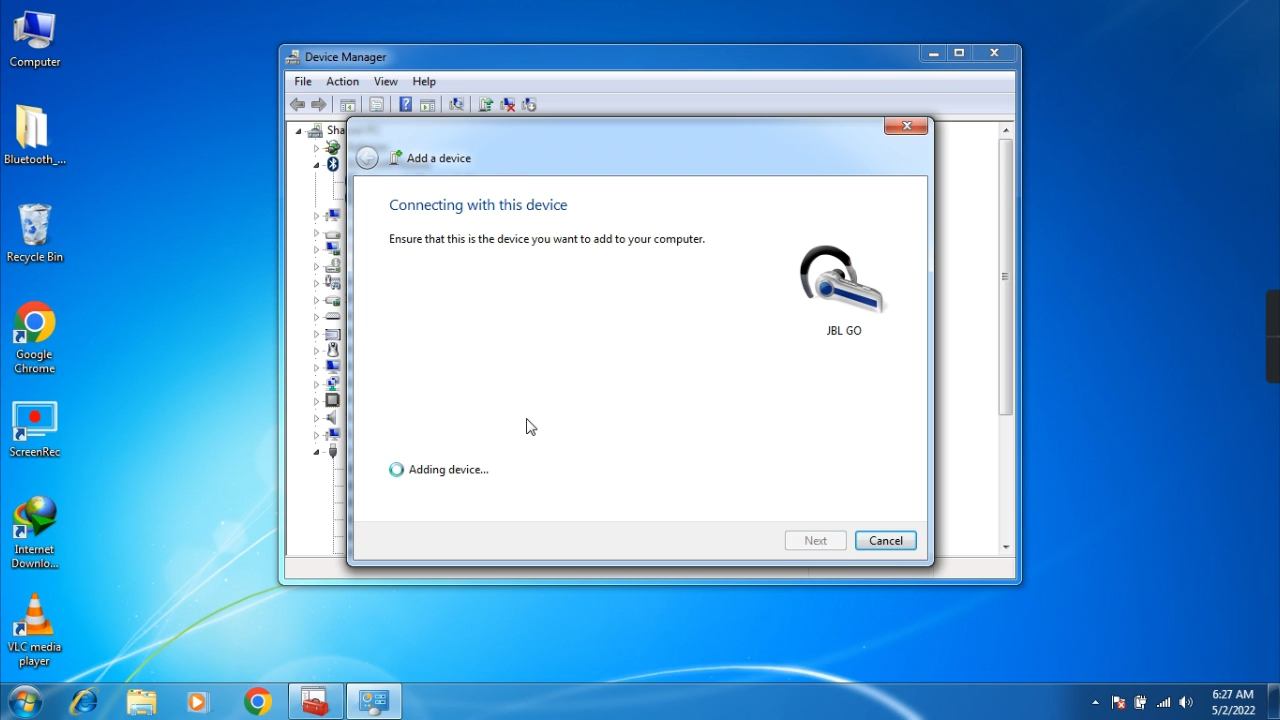 Computer
Bluetooth_...
Recycle Bin
Google
Chrome
ScreenRec
Internet
Downlo...
VLC media
player
Device Manager
File Action View Help
Add a device
Connecting with this device
Ensure that this is the device you want to add to your computer.
JBL GO
Adding device...
Next Cancel
6:27 AM
5/2/2022